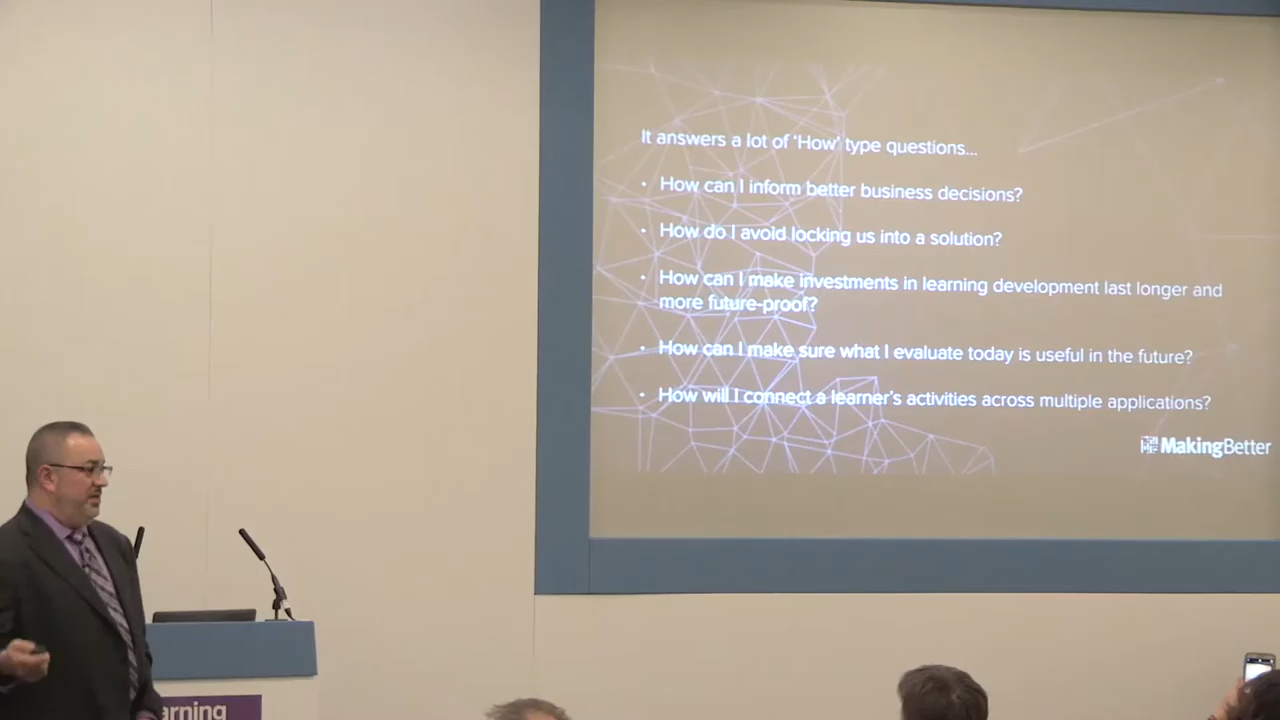 It answers a lot of ‘How’ type questions...
• How can I inform better business decisions?
• How do I avoid locking us into a solution?
• How can I make investments in learning development last longer and
more future-proof?
• How can I make sure what I evaluate today is useful in the future?
• How will I connect a learner’s activities across multiple applications?
MakingBetter
arning